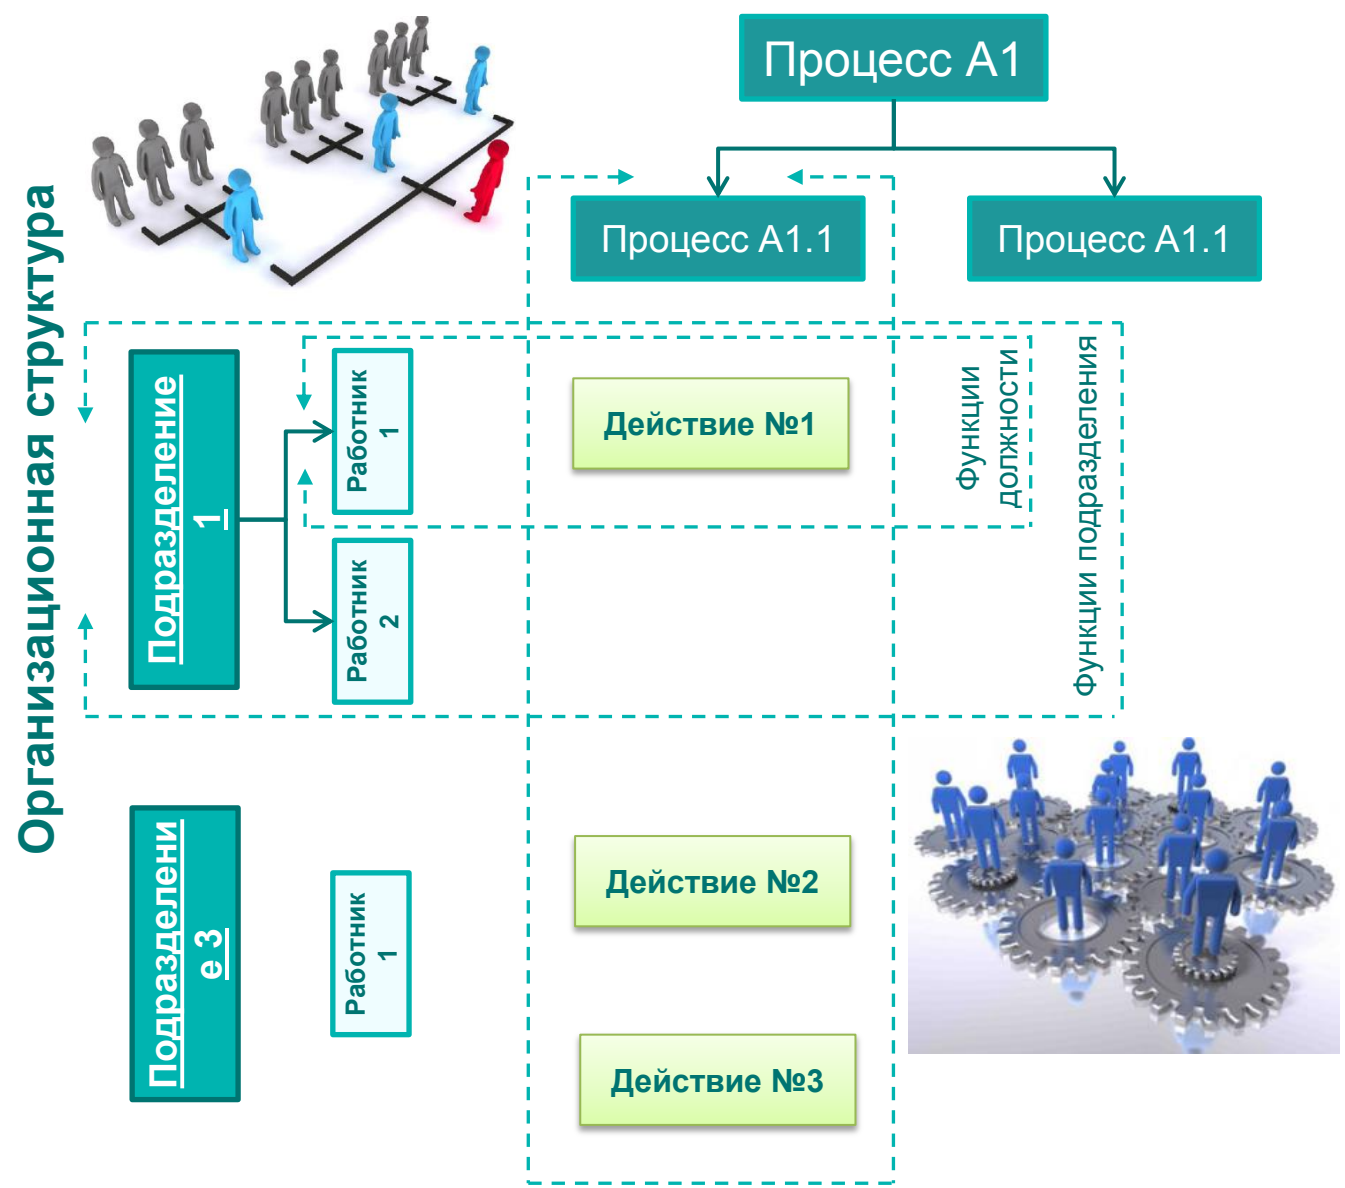 Процесс А1
Процесс А1.1
Процесс А1.1
Организационная структура
Подразделение
1
Работник
1
Работник
2
Действие №1
Функции
должности
Функции подразделения
Подразделени
е 3
Работник
1
Действие №2
Действие №3